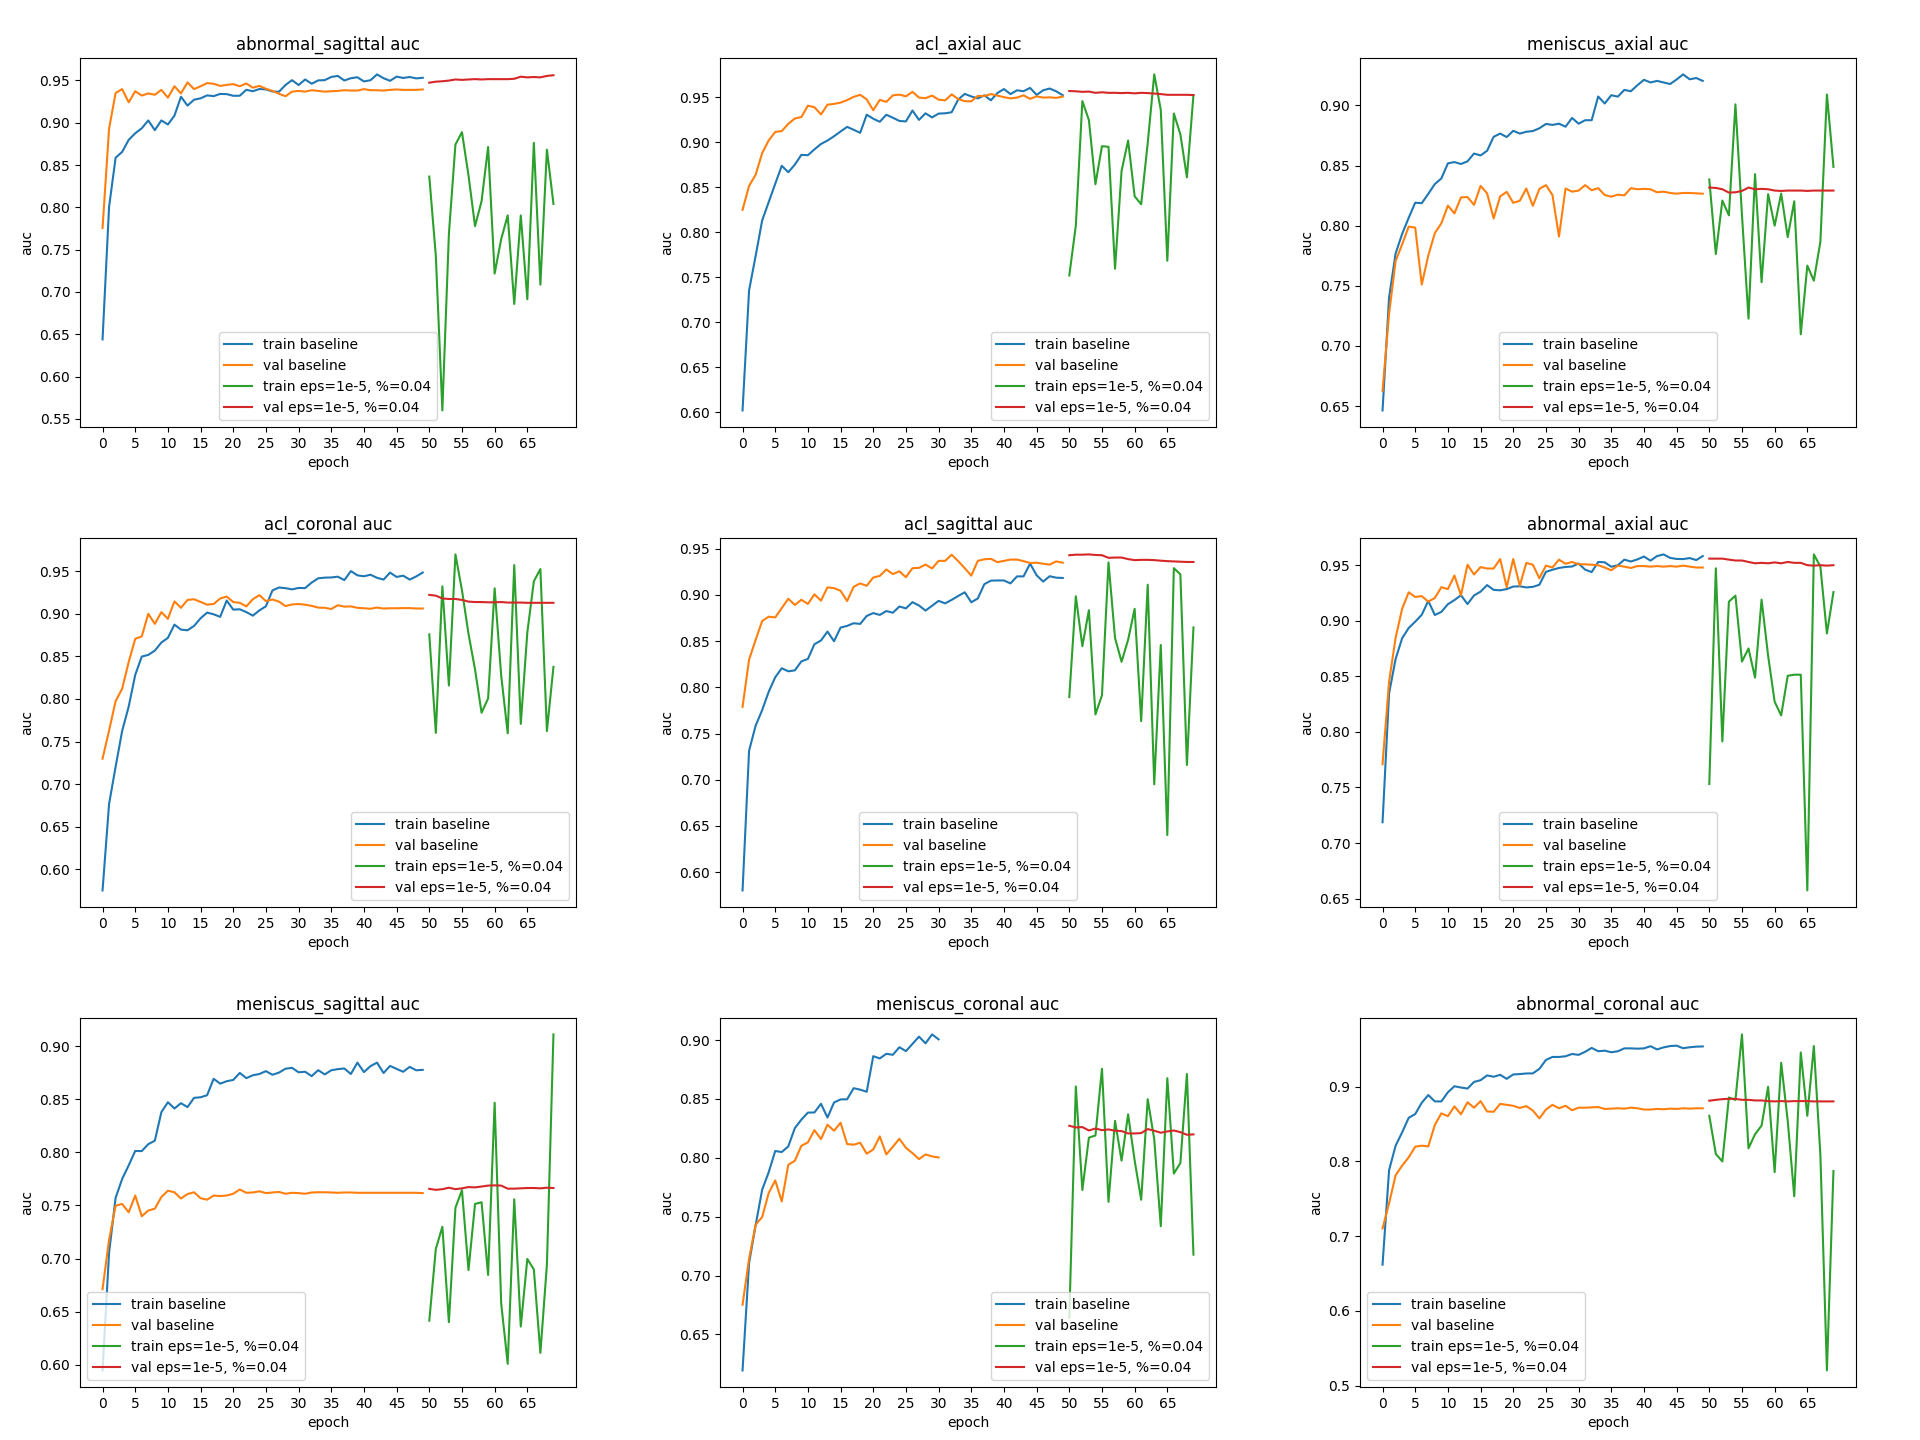 abnormal_sagittal auc
auc
0.95
0.90
0.85
0.80
0.75
0.70
0.65
0.60
0.55
train baseline
val baseline
train eps=1e-5, %=0.04
val eps=1e-5, %=0.04
0 5 10 15 20 25 30 35 40 45 50 55 60 65
epoch
acl_axial auc
auc
0.95
0.90
0.85
0.80
0.75
0.70
0.65
0.60
train baseline
val baseline
train eps=1e-5, %=0.04
val eps=1e-5, %=0.04
0 5 10 15 20 25 30 35 40 45 50 55 60 65
epoch
meniscus_axial auc
auc
0.90
0.85
0.80
0.75
0.70
0.65
train baseline
val baseline
train eps=1e-5, %=0.04
val eps=1e-5, %=0.04
0 5 10 15 20 25 30 35 40 45 50 55 60 65
epoch
acl_coronal auc
auc
0.95
0.90
0.85
0.80
0.75
0.70
0.65
0.60
train baseline
val baseline
train eps=1e-5, %=0.04
val eps=1e-5, %=0.04
0 5 10 15 20 25 30 35 40 45 50 55 60 65
epoch
acl_sagittal auc
auc
0.95
0.90
0.85
0.80
0.75
0.70
0.65
0.60
train baseline
val baseline
train eps=1e-5, %=0.04
val eps=1e-5, %=0.04
0 5 10 15 20 25 30 35 40 45 50 55 60 65
epoch
abnormal_axial auc
auc
0.95
0.90
0.85
0.80
0.75
0.70
0.65
train baseline
val baseline
train eps=1e-5, %=0.04
val eps=1e-5, %=0.04
0 5 10 15 20 25 30 35 40 45 50 55 60 65
epoch
meniscus_sagittal auc
auc
0.90
0.85
0.80
0.75
0.70
0.65
0.60
train baseline
val baseline
train eps=1e-5, %=0.04
val eps=1e-5, %=0.04
0 5 10 15 20 25 30 35 40 45 50 55 60 65
epoch
meniscus_coronal auc
auc
0.90
0.85
0.80
0.75
0.70
0.65
train baseline
val baseline
train eps=1e-5, %=0.04
val eps=1e-5, %=0.04
0 5 10 15 20 25 30 35 40 45 50 55 60 65
epoch
abnormal_coronal auc
auc
0.9
0.8
0.7
0.6
0.5
train baseline
val baseline
train eps=1e-5, %=0.04
val eps=1e-5, %=0.04
0 5 10 15 20 25 30 35 40 45 50 55 60 65
epoch